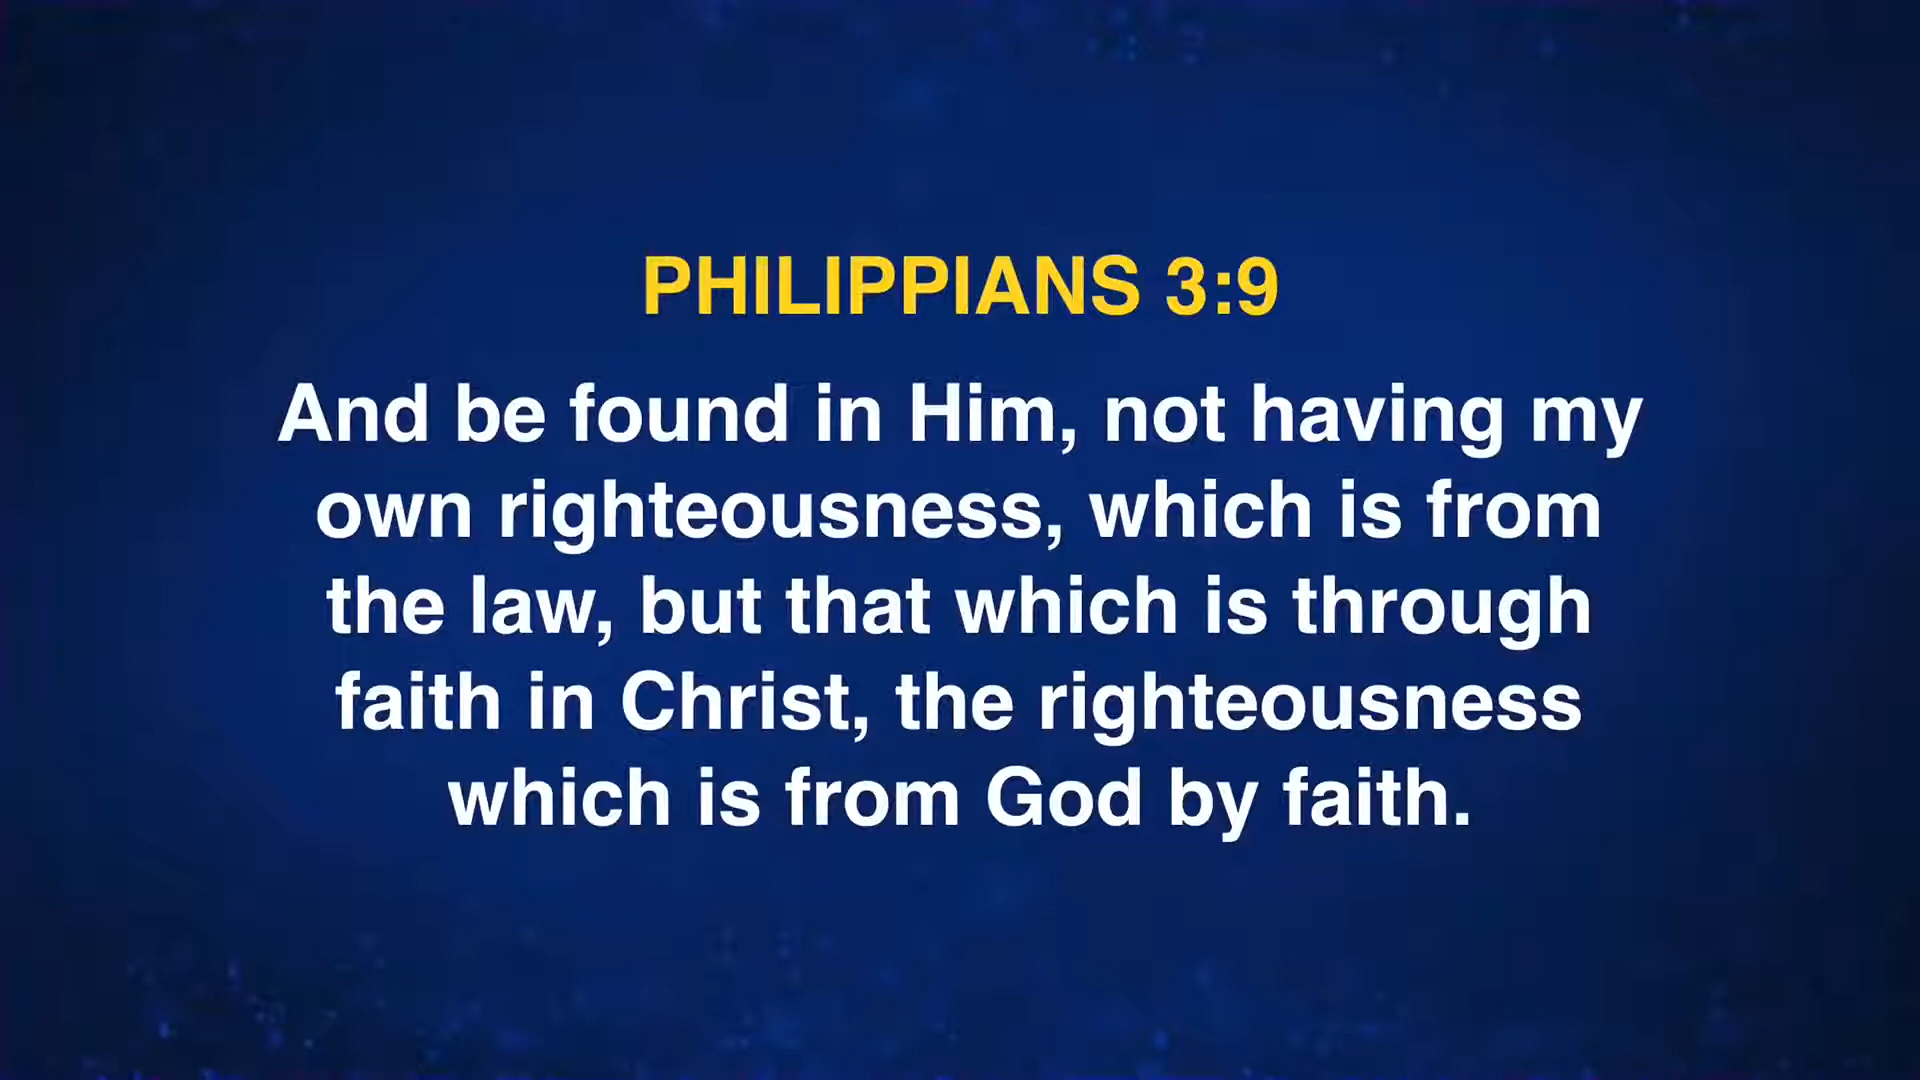 PHILIPPIANS 3:9
And be found in Him, not having my
own righteousness, which is from
the law, but that which is through
faith in Christ, the righteousness
which is from God by faith.